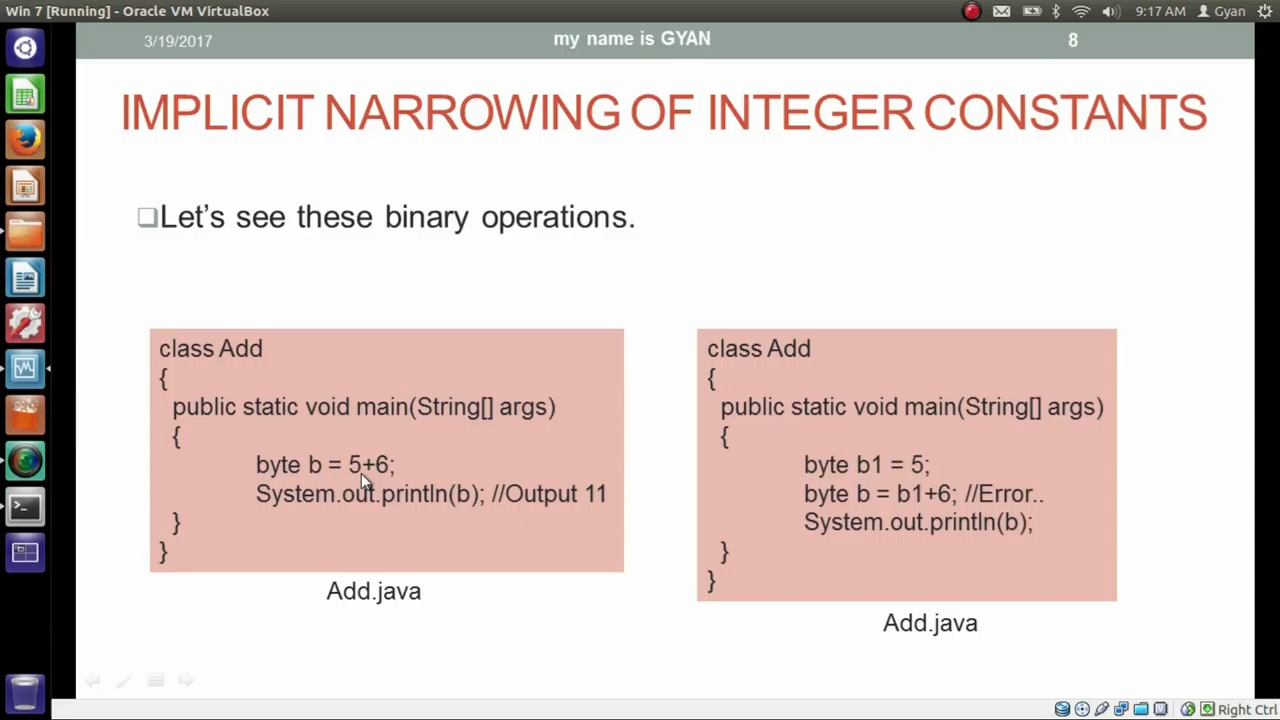 Win 7 [Running] - Oracle VM VirtualBox
9:17 AM Gyan
3/19/2017
my name is GYAN
8
IMPLICIT NARROWING OF INTEGER CONSTANTS
Let's see these binary operations.
class Add
{
public static void main(String[] args)
{
byte b = 5+6;
System.out.println(b); //Output 11
}
}
Add.java
class Add
{
public static void main(String[] args)
{
byte b1 = 5;
byte b = b1+6; //Error..
System.out.println(b);
}
}
Add.java
Right Ctrl